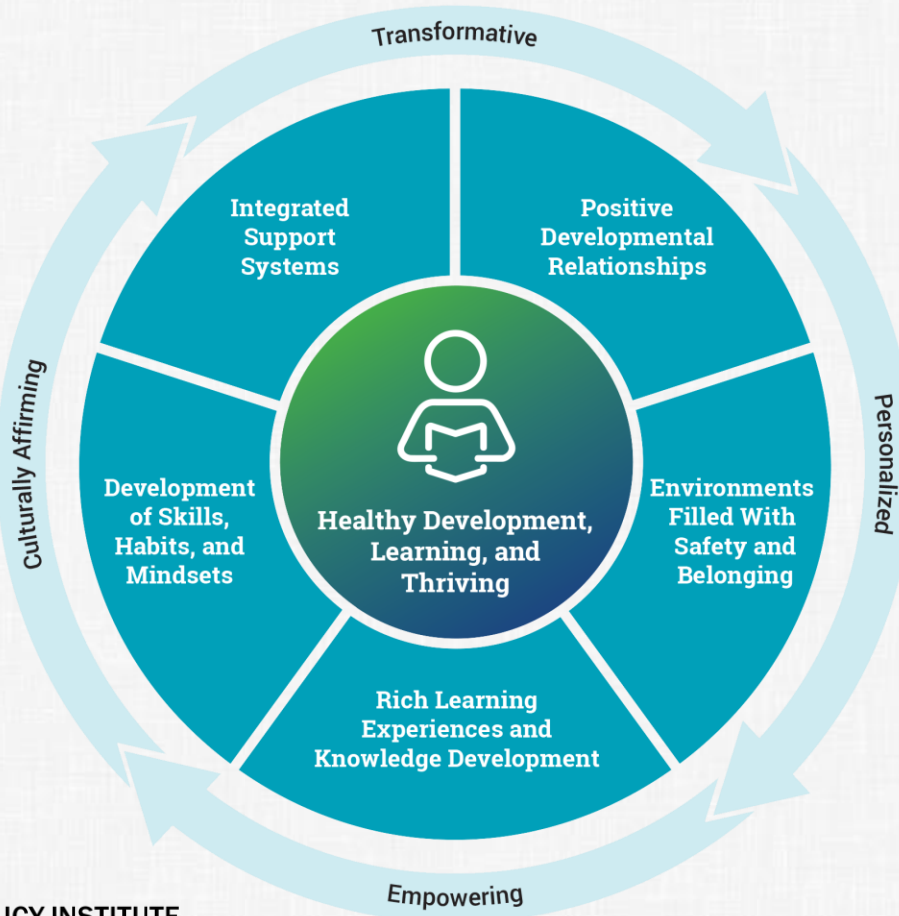 Transformative
Integrated
Support
Systems
Positive
Developmental
Relationships
Culturally Affirming
Personalized
Development
of Skills,
Habits, and
Mindsets
Healthy Development,
Learning, and
Thriving
Environments
Filled With
Safety and
Belonging
Rich Learning
Experiences and
Knowledge Development
Empowering
INSTITUTE